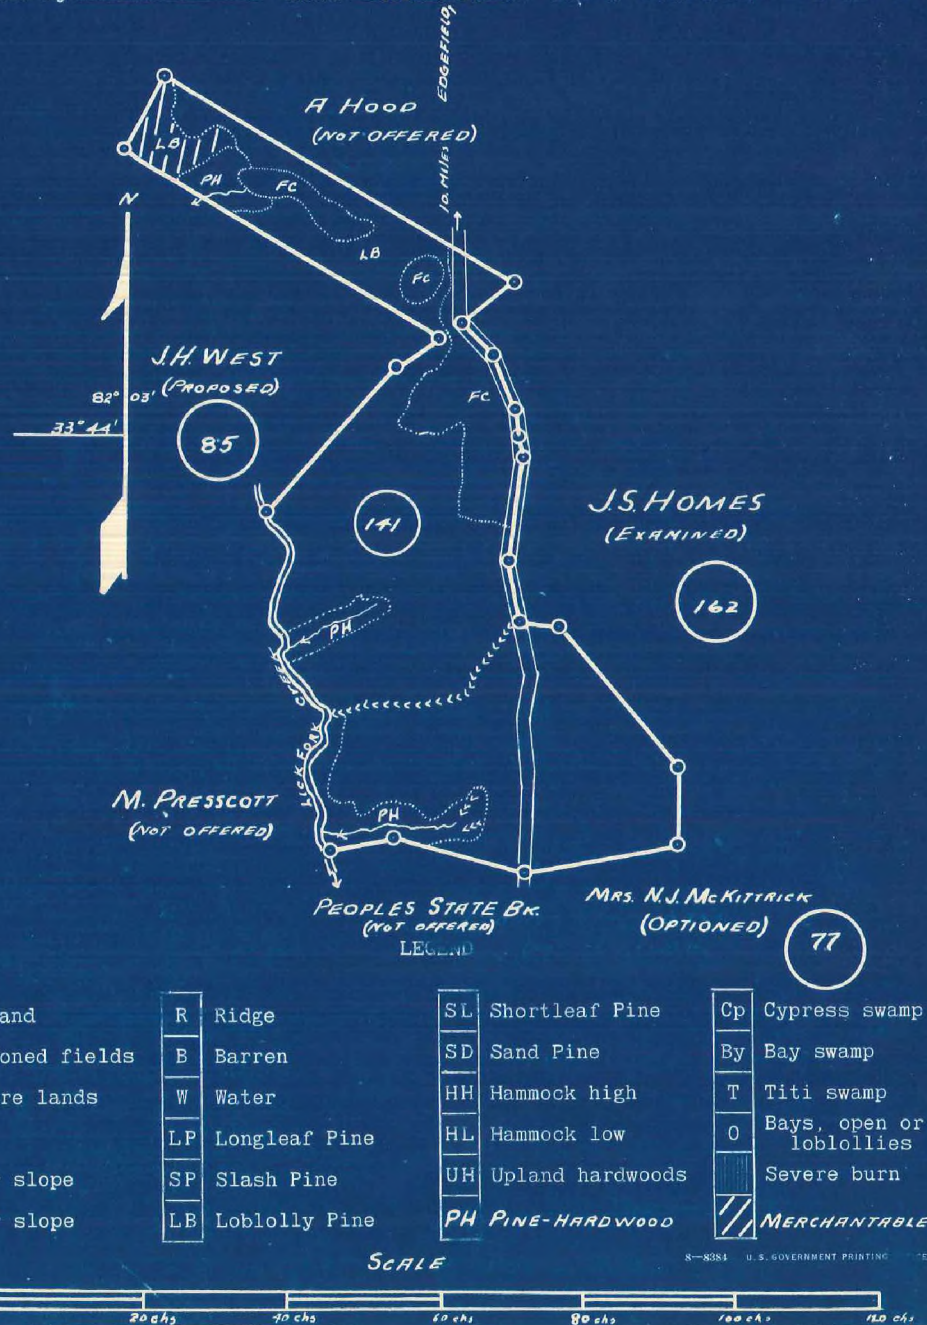 10. MILES EDGEFIELD,
A HOOD
(NOT OFFERED)
LB
PH
FC
LB
FC
N
J.H. WEST
(PROPOSED)
82° 03'
33° 44'
85
FC
141
J.S. HOMES
(EXAMINED)
162
PH
LICK FORK CREEK
M. PRESSCOTT
(NOT OFFERED)
PH
PEOPLES STATE BK.
(NOT OFFERED)
MRS. N.J. MCKITTRICK
(OPTIONED)
77
LEGEND
and
oned fields
re lands
slope
slope
R Ridge
B Barren
W Water
LP Longleaf Pine
SP Slash Pine
LB Loblolly Pine
SL Shortleaf Pine
SD Sand Pine
HH Hammock high
HL Hammock low
UH Upland hardwoods
PH PINE-HARDWOOD
Cp Cypress swamp
By Bay swamp
T Titi swamp
O Bays, open or
loblollies
Severe burn
MERCHANTABLE
8—8384 U.S. GOVERNMENT PRINTING
SCALE
20 chs
40 chs
60 chs
80 chs
100 chs
120 chs